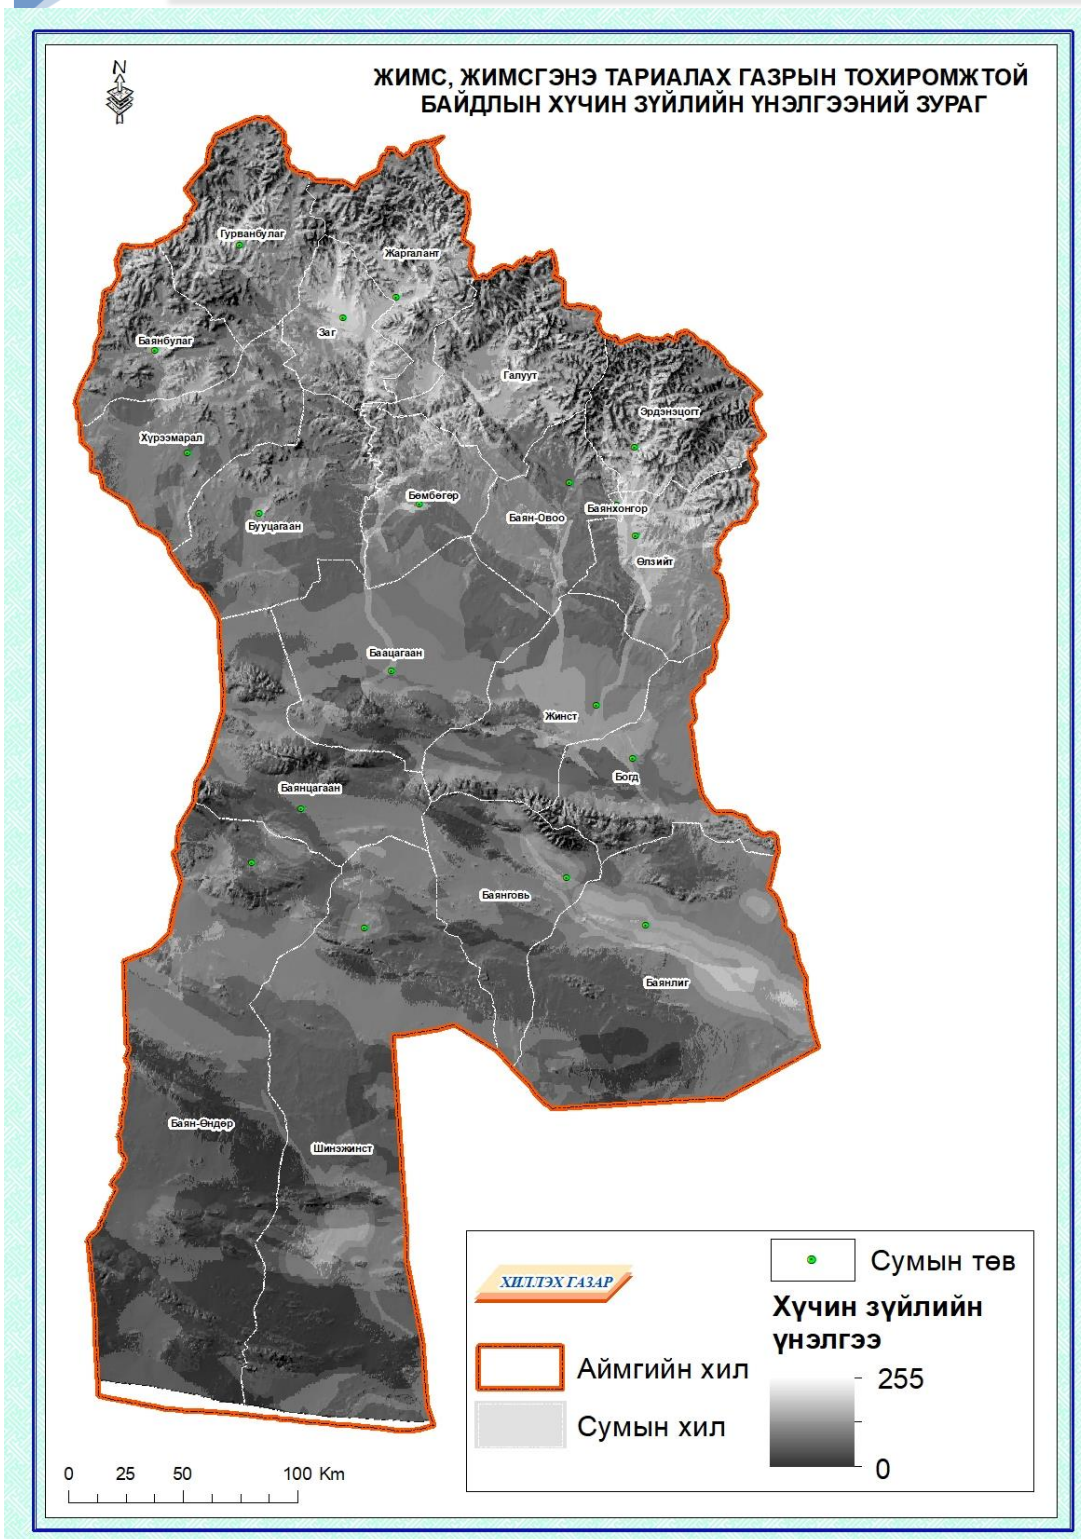 ЖИМС, ЖИМСГЭНЭ ТАРИАЛАХ ГАЗРЫН ТОХИРОМЖТОЙ
БАЙДЛЫН ХҮЧИН ЗҮЙЛИЙН ҮНЭЛГЭЭНИЙ ЗУРАГ
N
Гурванбулаг
Жаргалант
Заг
Баянбулаг
Галуут
Эрдэнэцогт
Хүрээмарал
Бөмбөгөр
Баянхонгор
Баян-Овоо
Бууцагаан
Өлзийт
Баацагаан
Жинст
Богд
Баянцагаан
Баянговь
Баянлиг
Баян-Өндөр
Шинэжинст
ХИЛЛЭХ ГАЗАР
Сумын төв
Хүчин зүйлийн
үнэлгээ
Аймгийн хил
255
Сумын хил
0
0 25 50 100 Km